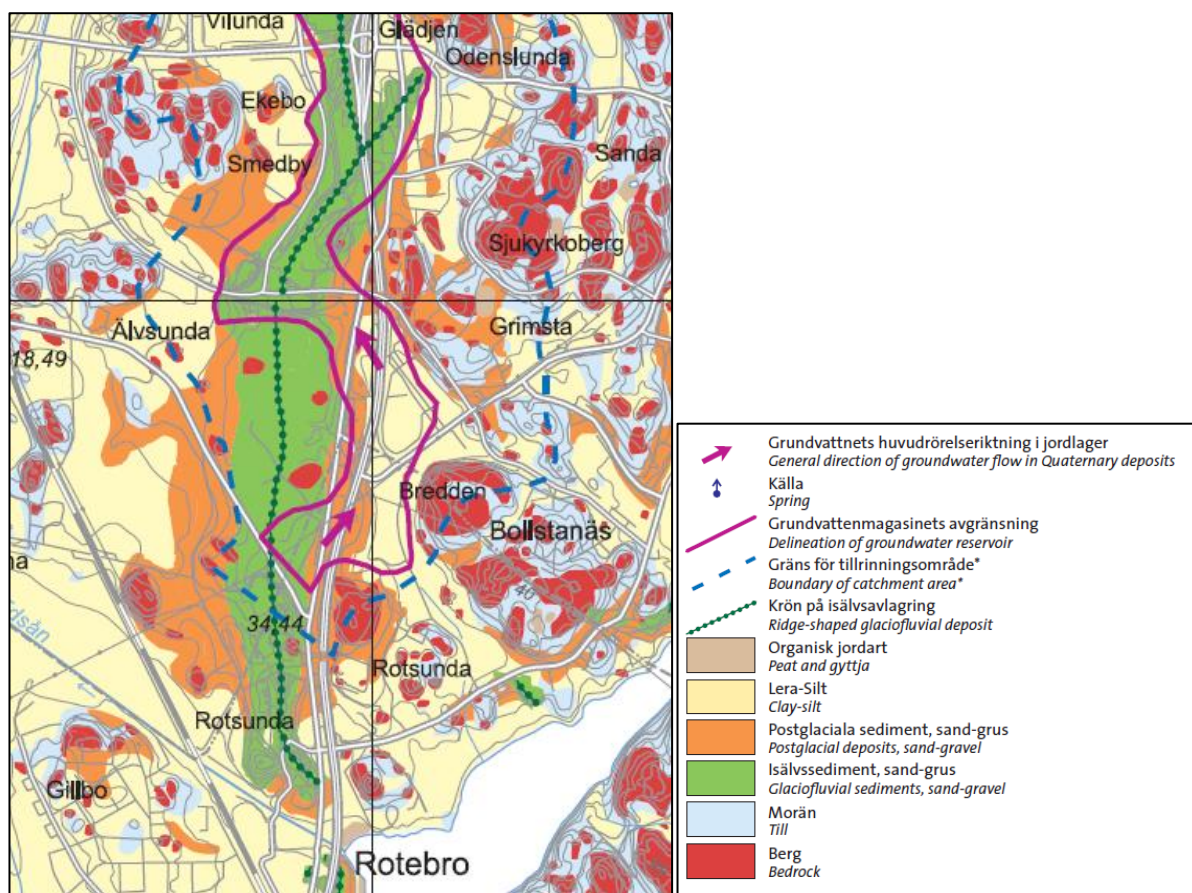 Vilunda
Glädjen
Odenslunda
Ekebo
Smedby
Sanda
Sjukyrkoberg
Älvsunda
Grimsta
18,49
Bredden
Bollstanäs
na
40
34:44
Rotsunda
Rotsunda
Gillbo
Rotebro
Grundvattnets huvudrörelseriktning i jordlager
General direction of groundwater flow in Quaternary deposits
Källa
Spring
Grundvattenmagasinets avgränsning
Delineation of groundwater reservoir
Gräns för tillrinningsområde*
Boundary of catchment area*
Krön på isälvsavlagring
Ridge-shaped glaciofluvial deposit
Organisk jordart
Peat and gyttja
Lera-Silt
Clay-silt
Postglaciala sediment, sand-grus
Postglacial deposits, sand-gravel
Isälvssediment, sand-grus
Glaciofluvial sediments, sand-gravel
Morän
Till
Berg
Bedrock